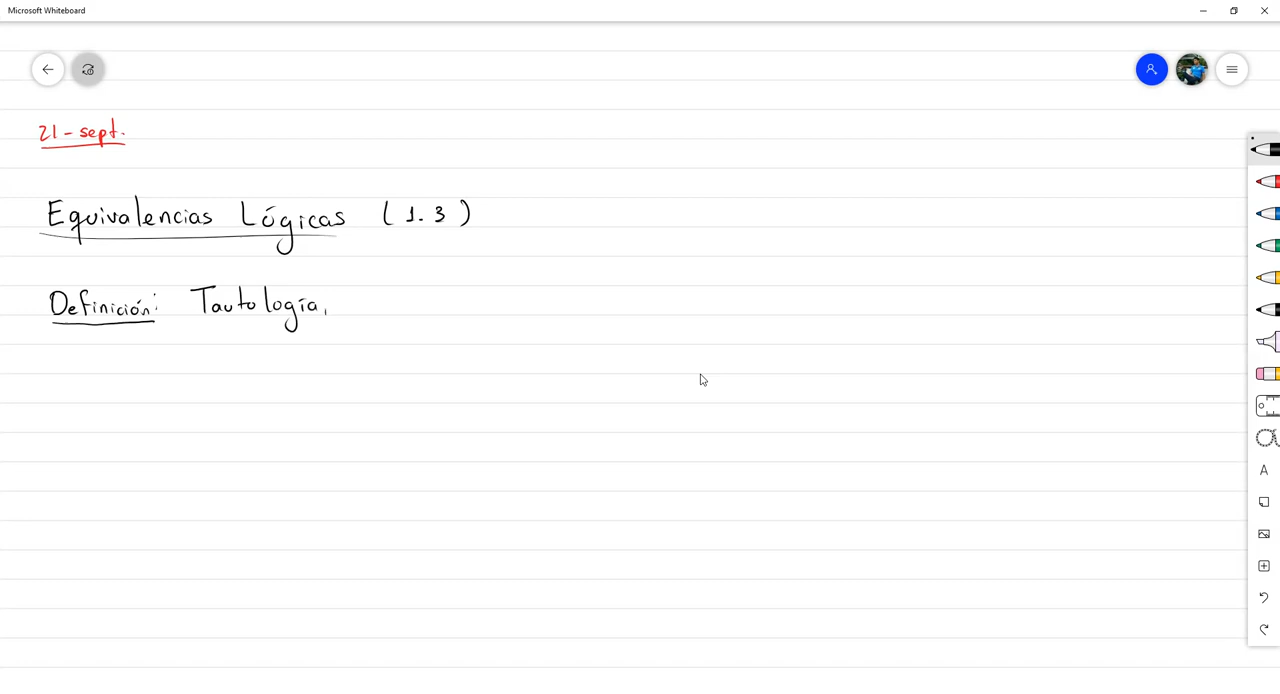 Microsoft Whiteboard
21 - sept.
Equivalencias Lógicas ( 1.3 )
Definición: Tautología,
A